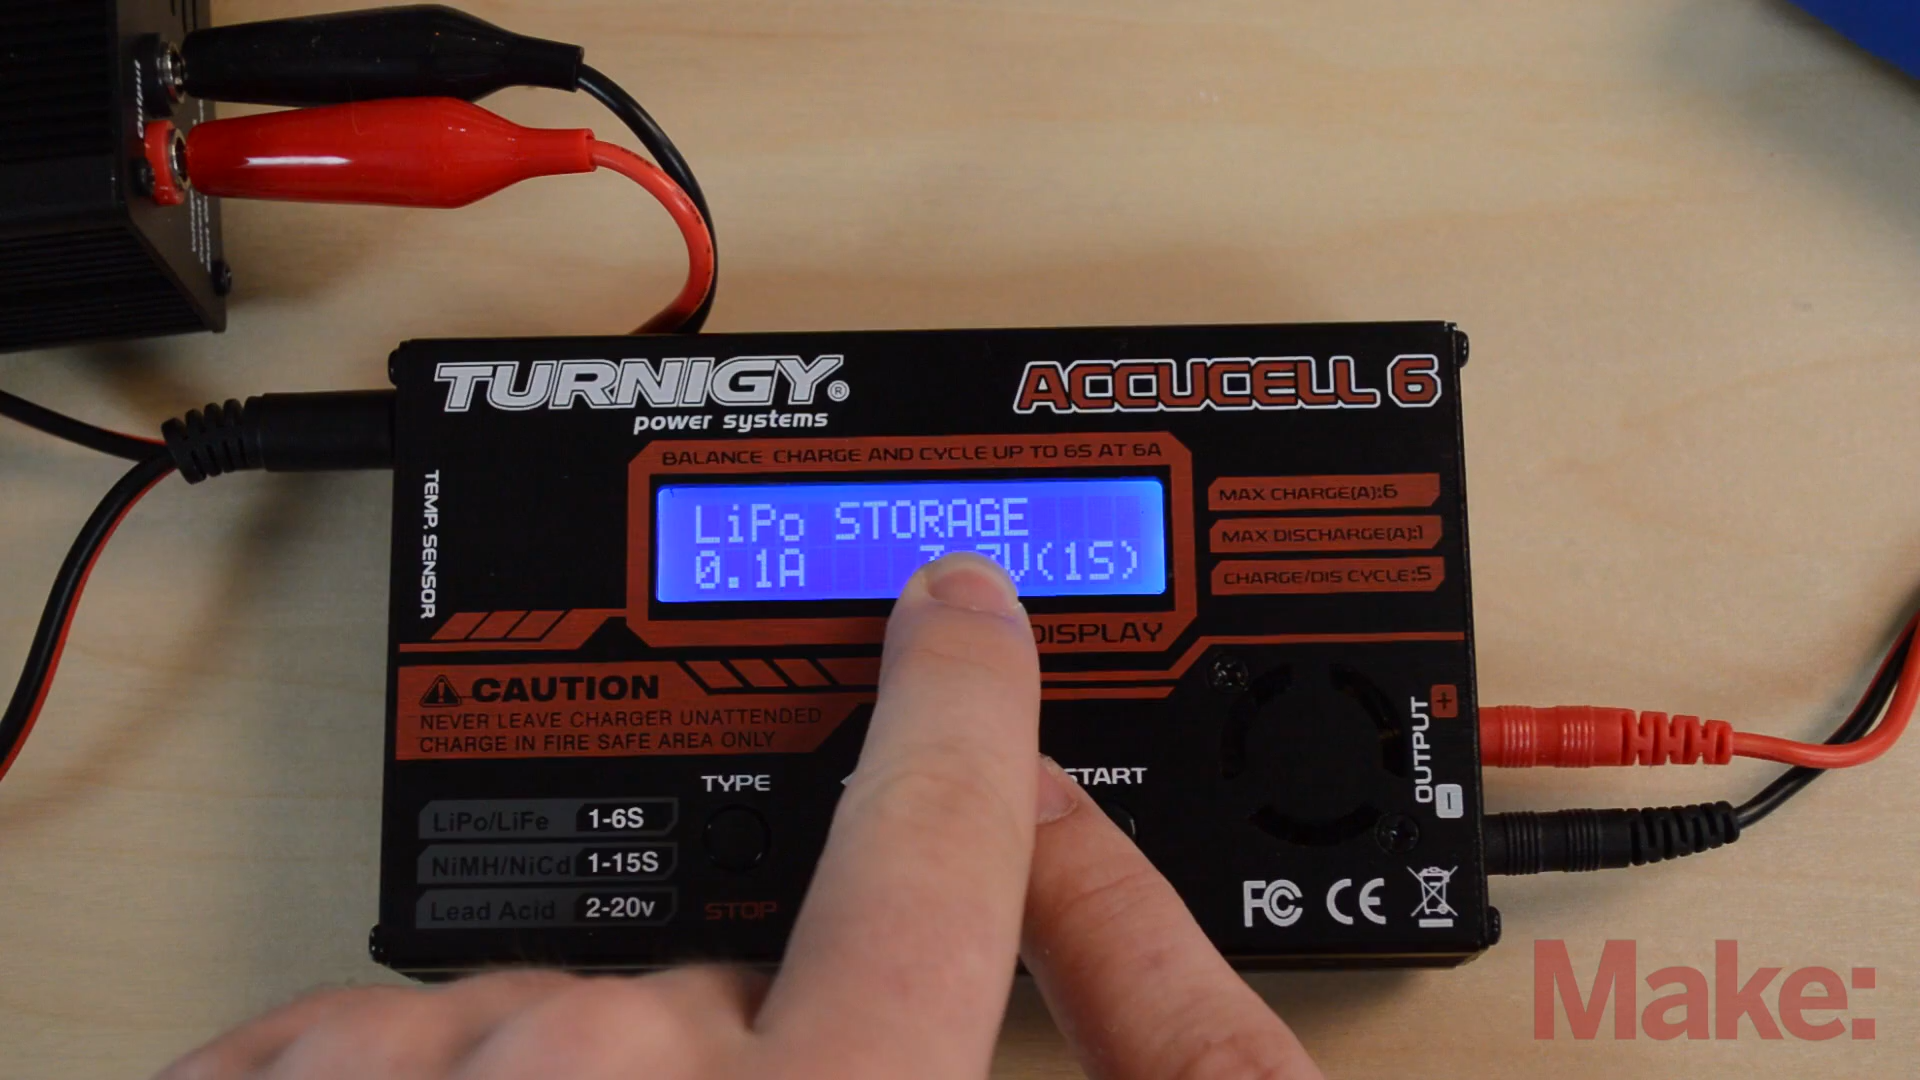 Output
TURNIGY®
power systems
ACCUCELL 6
BALANCE CHARGE AND CYCLE UP TO 6S AT 6A
TEMP. SENSOR
LiPo STORAGE
0.1A V(1S)
MAX CHARGE(A):6
MAX DISCHARGE(A):1
CHARGE/DIS CYCLE:5
DISPLAY
CAUTION
NEVER LEAVE CHARGER UNATTENDED
CHARGE IN FIRE SAFE AREA ONLY
TYPE
START
OUTPUT
+
-
LiPo/LiFe 1-6S
NiMH/NiCd 1-15S
Lead Acid 2-20v
STOP
FC CE
Make: